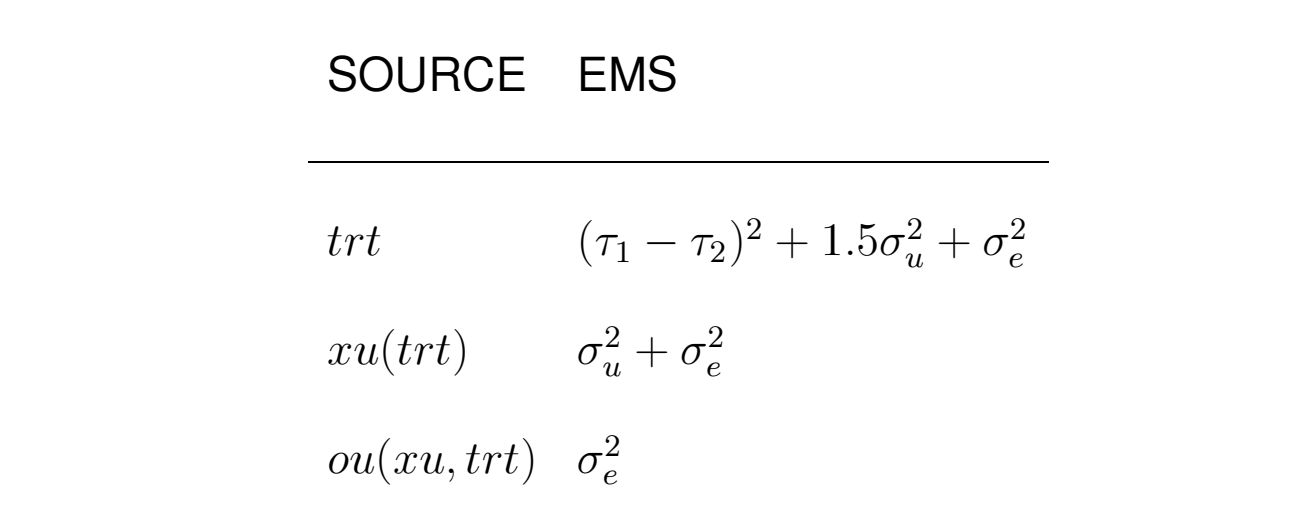 SOURCE EMS
trt (τ₁ − τ₂)² + 1.5σᵤ² + σₑ²
xu(trt) σᵤ² + σₑ²
ou(xu, trt) σₑ²